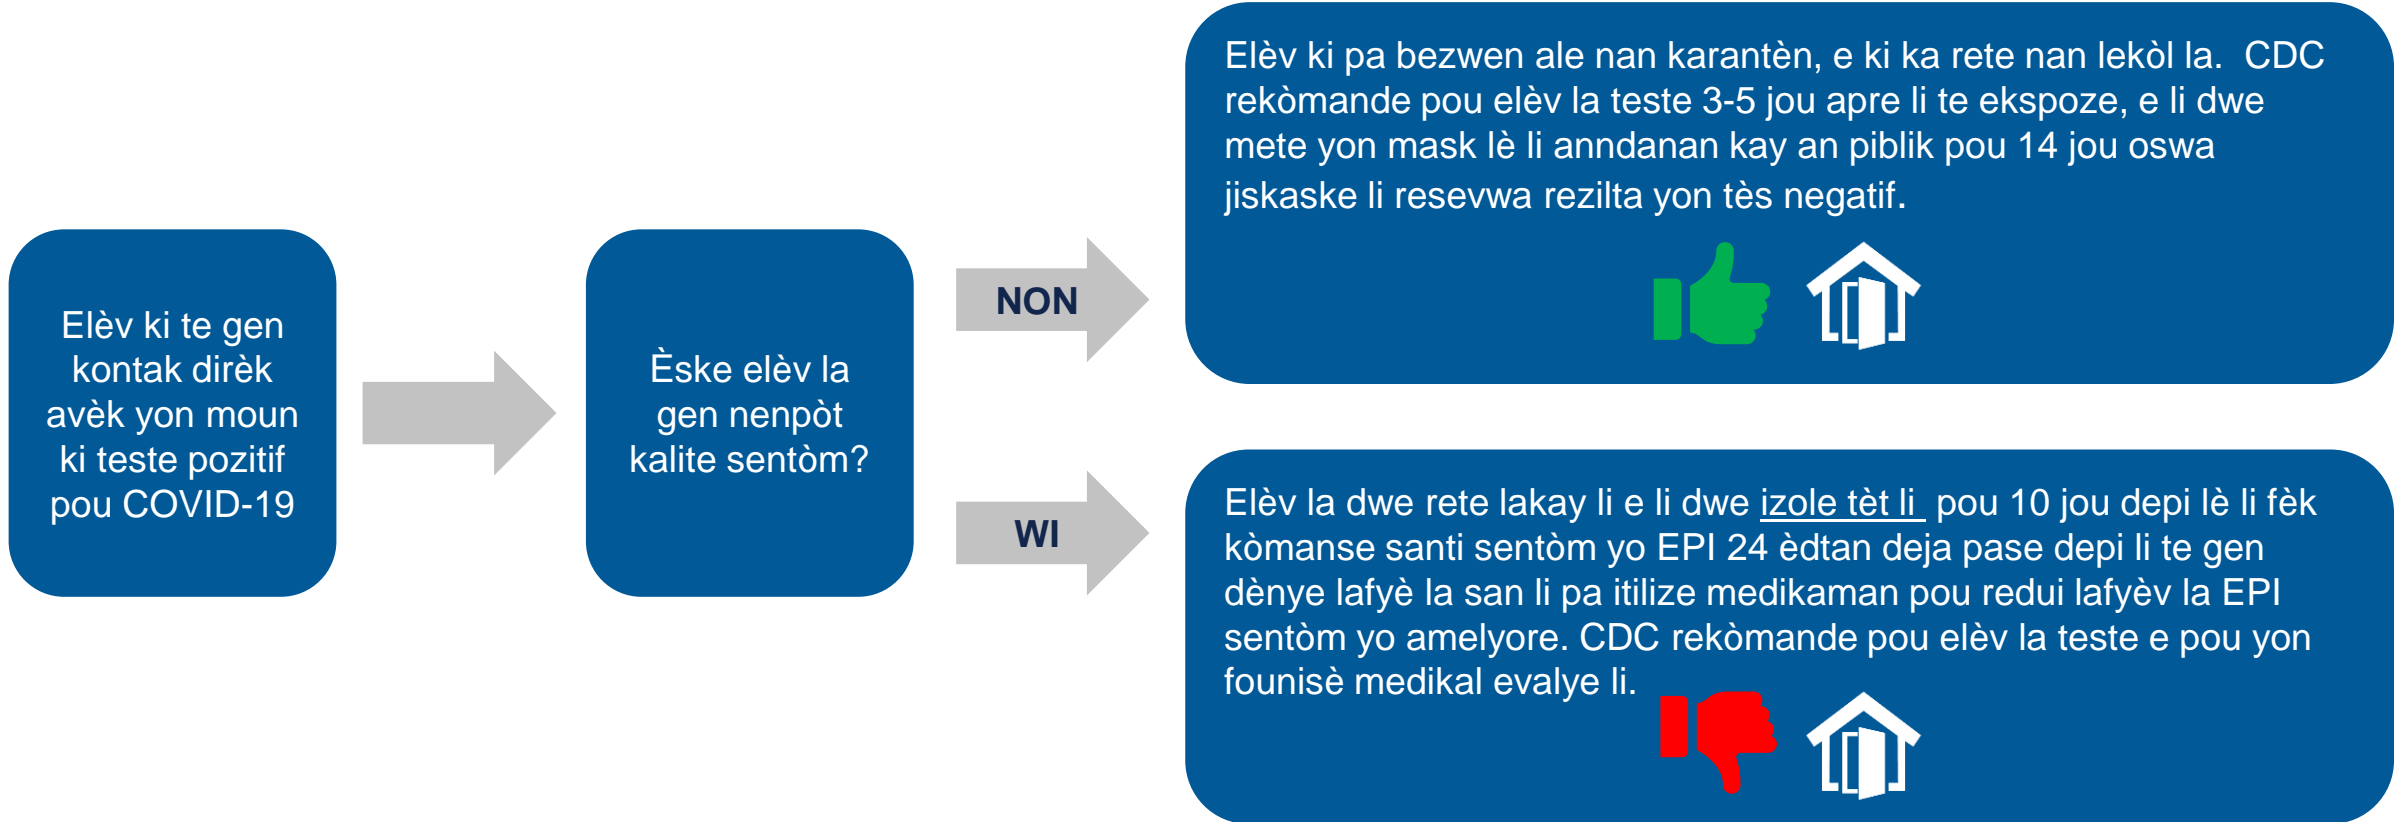 Elèv ki te gen
kontak dirèk
avèk yon moun
ki teste pozitif
pou COVID-19
Èske elèv la
gen nenpòt
kalite sentòm?
NON
Elèv ki pa bezwen ale nan karantèn, e ki ka rete nan lekòl la.  CDC
rekòmande pou elèv la teste 3-5 jou apre li te ekspoze, e li dwe
mete yon mask lè li anndanan kay an piblik pou 14 jou oswa
jiskaske li resevwa rezilta yon tès negatif.
WI
Elèv la dwe rete lakay li e li dwe izole tèt li  pou 10 jou depi lè li fèk
kòmanse santi sentòm yo EPI 24 èdtan deja pase depi li te gen
dènye lafyè la san li pa itilize medikaman pou redui lafyèv la EPI
sentòm yo amelyore. CDC rekòmande pou elèv la teste e pou yon
founisè medikal evalye li.